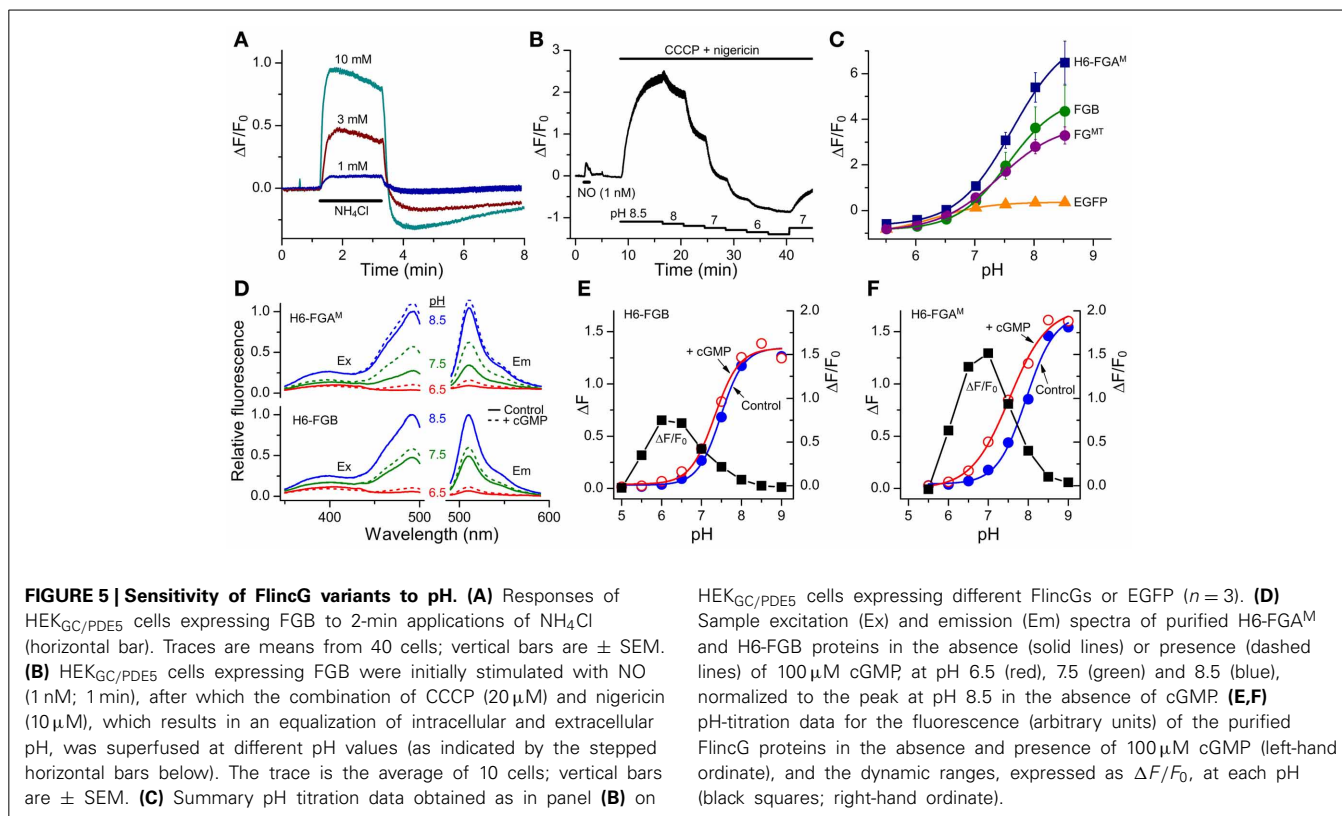 A
10 mM
3 mM
1 mM
NH4Cl
ΔF/F0
1.0
0.5
0.0
0 2 4 6 8
Time (min)
B
CCCP + nigericin
ΔF/F0
3
2
1
0
-1
NO (1 nM)
pH 8.5 8 7 6 7
0 10 20 30 40
Time (min)
C
ΔF/F0
6
4
2
0
H6-FGAᴹ
FGB
FGᴹᵀ
EGFP
6 7 8 9
pH
D
H6-FGAᴹ
pH
8.5
7.5
6.5
Ex
Em
Relative fluorescence
1.0
0.5
0.0
H6-FGB
Control
+ cGMP
8.5
7.5
6.5
Ex
Em
1.0
0.5
0.0
400 500 500 600
Wavelength (nm)
E
H6-FGB
+ cGMP
Control
ΔF/F0
ΔF
1.5
1.0
0.5
0.0
2.0
1.5
1.0
0.5
0.0
ΔF/F0
5 6 7 8 9
pH
F
H6-FGAᴹ
+ cGMP
Control
ΔF/F0
ΔF
1.5
1.0
0.5
0.0
2.0
1.5
1.0
0.5
0.0
ΔF/F0
5 6 7 8 9
pH
FIGURE 5 | Sensitivity of FlincG variants to pH. (A) Responses of
HEKGC/PDE5 cells expressing FGB to 2-min applications of NH4Cl
(horizontal bar). Traces are means from 40 cells; vertical bars are ± SEM.
(B) HEKGC/PDE5 cells expressing FGB were initially stimulated with NO
(1 nM; 1 min), after which the combination of CCCP (20 μM) and nigericin
(10 μM), which results in an equalization of intracellular and extracellular
pH, was superfused at different pH values (as indicated by the stepped
horizontal bars below). The trace is the average of 10 cells; vertical bars
are ± SEM. (C) Summary pH titration data obtained as in panel (B) on
HEKGC/PDE5 cells expressing different FlincGs or EGFP (n = 3). (D)
Sample excitation (Ex) and emission (Em) spectra of purified H6-FGAᴹ
and H6-FGB proteins in the absence (solid lines) or presence (dashed
lines) of 100 μM cGMP, at pH 6.5 (red), 7.5 (green) and 8.5 (blue),
normalized to the peak at pH 8.5 in the absence of cGMP. (E,F)
pH-titration data for the fluorescence (arbitrary units) of the purified
FlincG proteins in the absence and presence of 100 μM cGMP (left-hand
ordinate), and the dynamic ranges, expressed as ΔF/F0, at each pH
(black squares; right-hand ordinate).